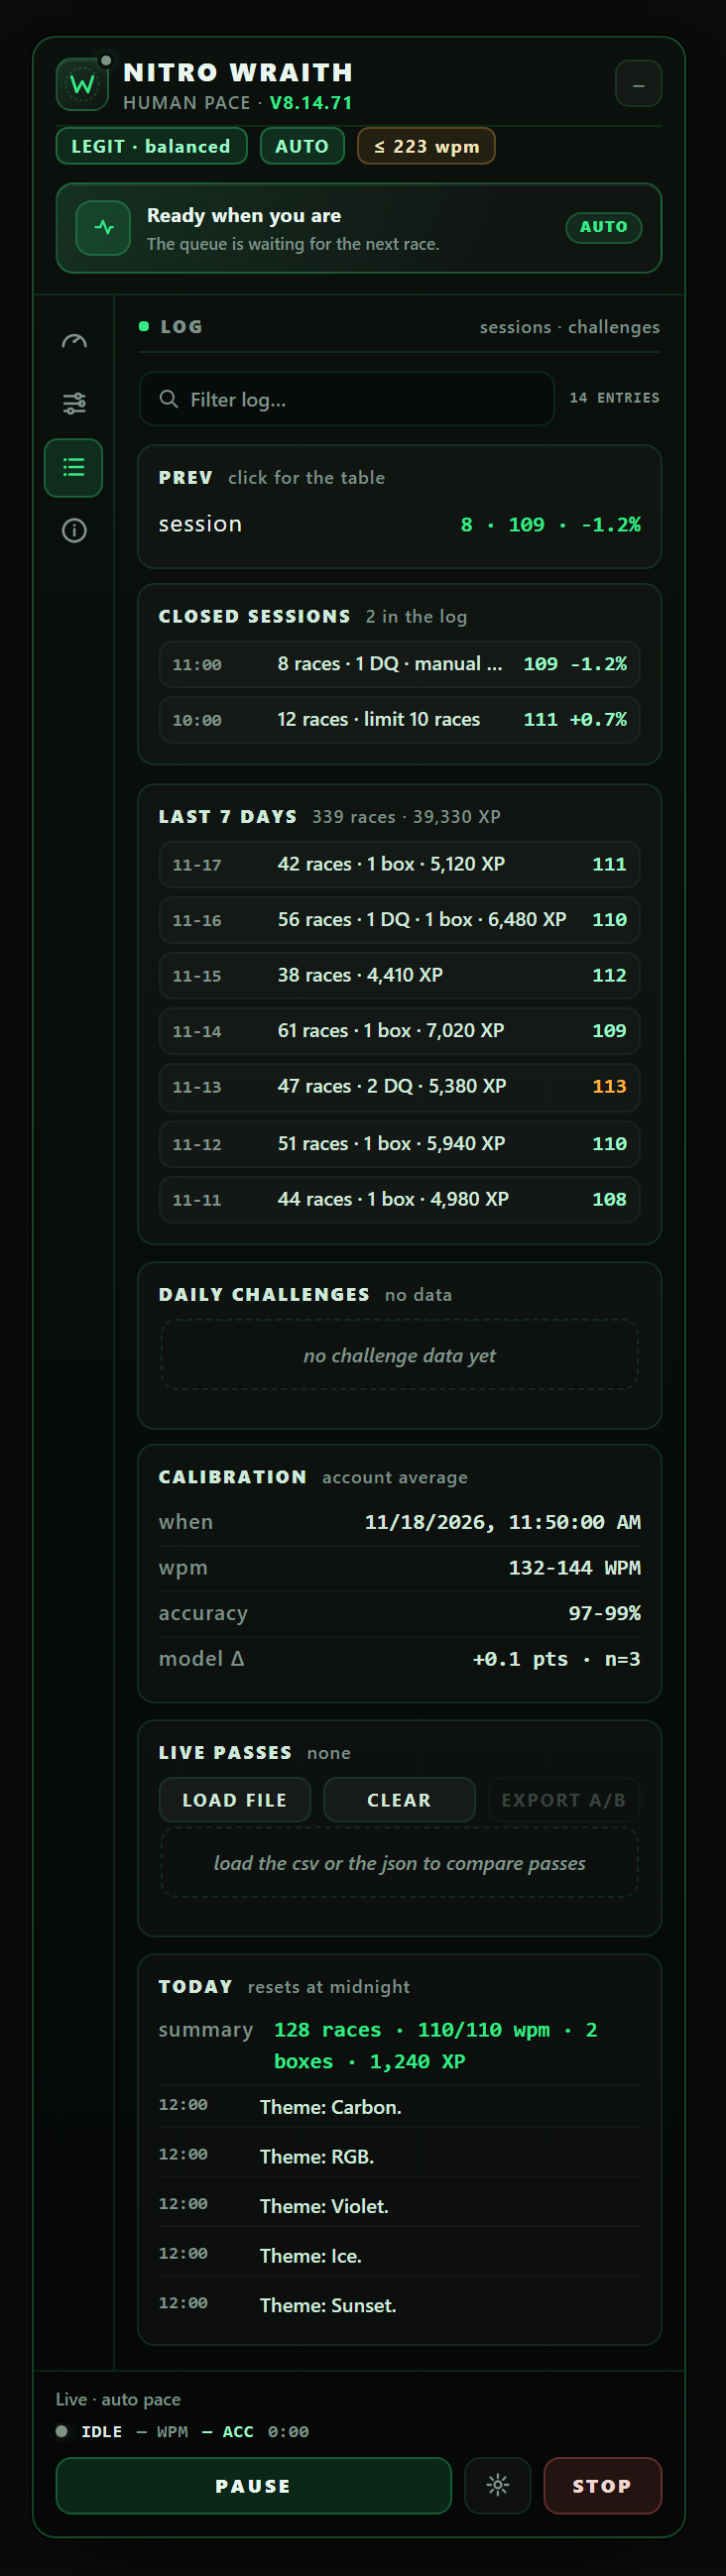 W
NITRO WRAITH
HUMAN PACE · V8.14.71
–
LEGIT · balanced
AUTO
≤ 223 wpm
Ready when you are
The queue is waiting for the next race.
AUTO
LOG
sessions · challenges
Filter log...
14 ENTRIES
PREV click for the table
session 8 · 109 · -1.2%
CLOSED SESSIONS 2 in the log
11:00 8 races · 1 DQ · manual ... 109 -1.2%
10:00 12 races · limit 10 races 111 +0.7%
LAST 7 DAYS 339 races · 39,330 XP
11-17 42 races · 1 box · 5,120 XP 111
11-16 56 races · 1 DQ · 1 box · 6,480 XP 110
11-15 38 races · 4,410 XP 112
11-14 61 races · 1 box · 7,020 XP 109
11-13 47 races · 2 DQ · 5,380 XP 113
11-12 51 races · 1 box · 5,940 XP 110
11-11 44 races · 1 box · 4,980 XP 108
DAILY CHALLENGES no data
no challenge data yet
CALIBRATION account average
when 11/18/2026, 11:50:00 AM
wpm 132-144 WPM
accuracy 97-99%
model Δ +0.1 pts · n=3
LIVE PASSES none
LOAD FILE
CLEAR
EXPORT A/B
load the csv or the json to compare passes
TODAY resets at midnight
summary 128 races · 110/110 wpm · 2
boxes · 1,240 XP
12:00 Theme: Carbon.
12:00 Theme: RGB.
12:00 Theme: Violet.
12:00 Theme: Ice.
12:00 Theme: Sunset.
Live · auto pace
IDLE – WPM – ACC 0:00
PAUSE
STOP